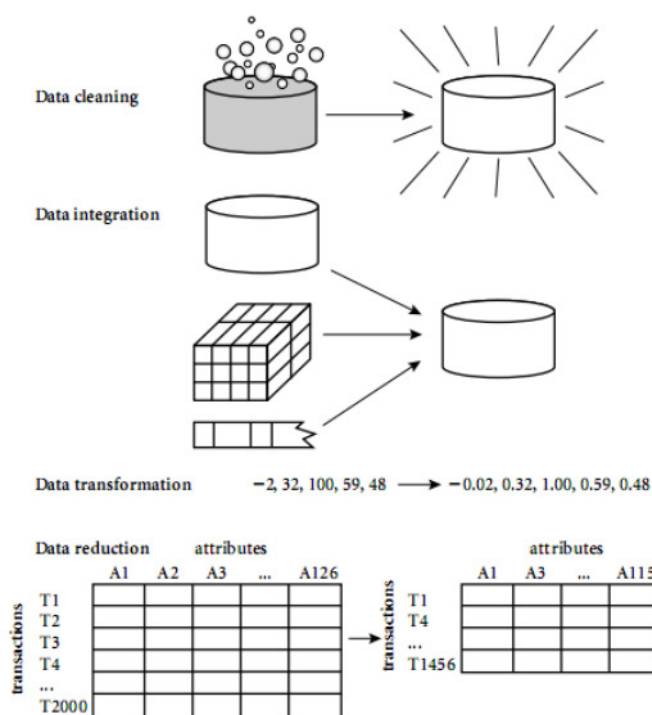 Data cleaning
Data integration
Data transformation −2, 32, 100, 59, 48 −0.02, 0.32, 1.00, 0.59, 0.48
Data reduction attributes attributes
A1 A2 A3 ... A126 A1 A3 ... A115
transactions transactions
T1 T1
T2 T4
T3 ...
T4 T1456
...
T2000